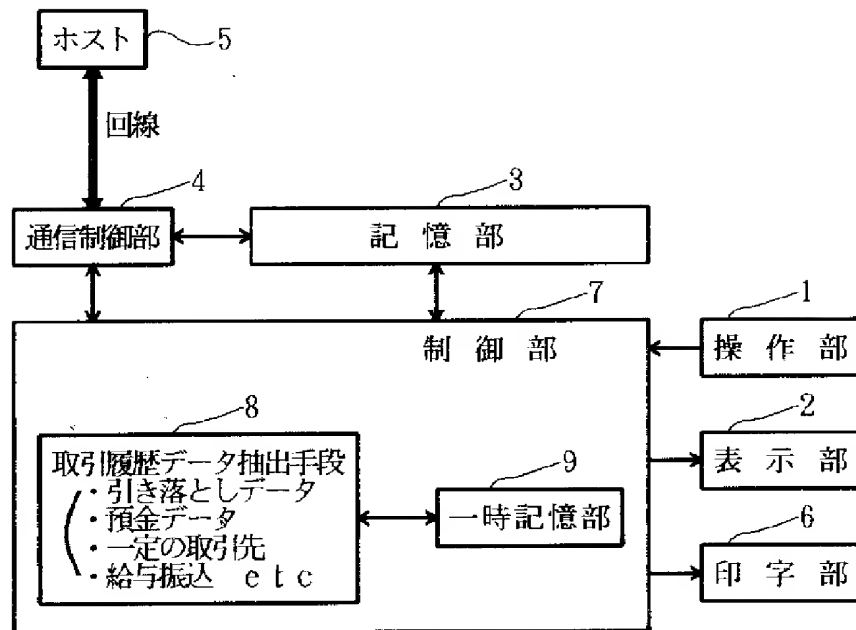 ホスト
5
回線
4
3
通信制御部
記憶部
7
1
制御部
操作部
8
2
取引履歴データ抽出手段
・引き落としデータ
・預金データ
・一定の取引先
・給与振込 etc
9
一時記憶部
表示部
6
印字部